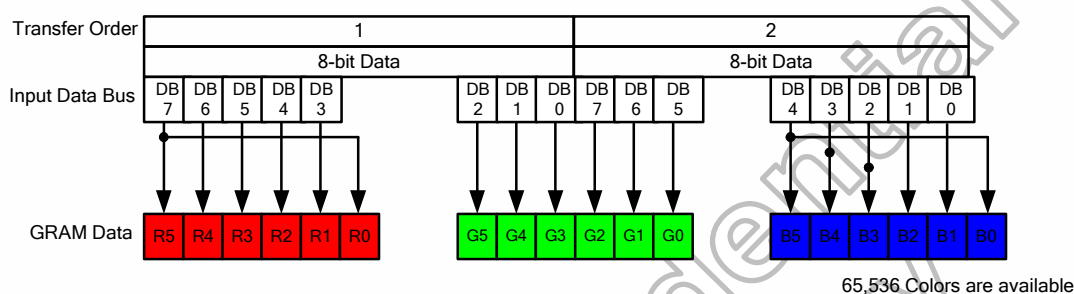 Transfer Order 1 2
8-bit Data 8-bit Data
Input Data Bus DB 7 DB 6 DB 5 DB 4 DB 3 DB 2 DB 1 DB 0 DB 7 DB 6 DB 5 DB 4 DB 3 DB 2 DB 1 DB 0
GRAM Data R5 R4 R3 R2 R1 R0 G5 G4 G3 G2 G1 G0 B5 B4 B3 B2 B1 B0
65,536 Colors are available